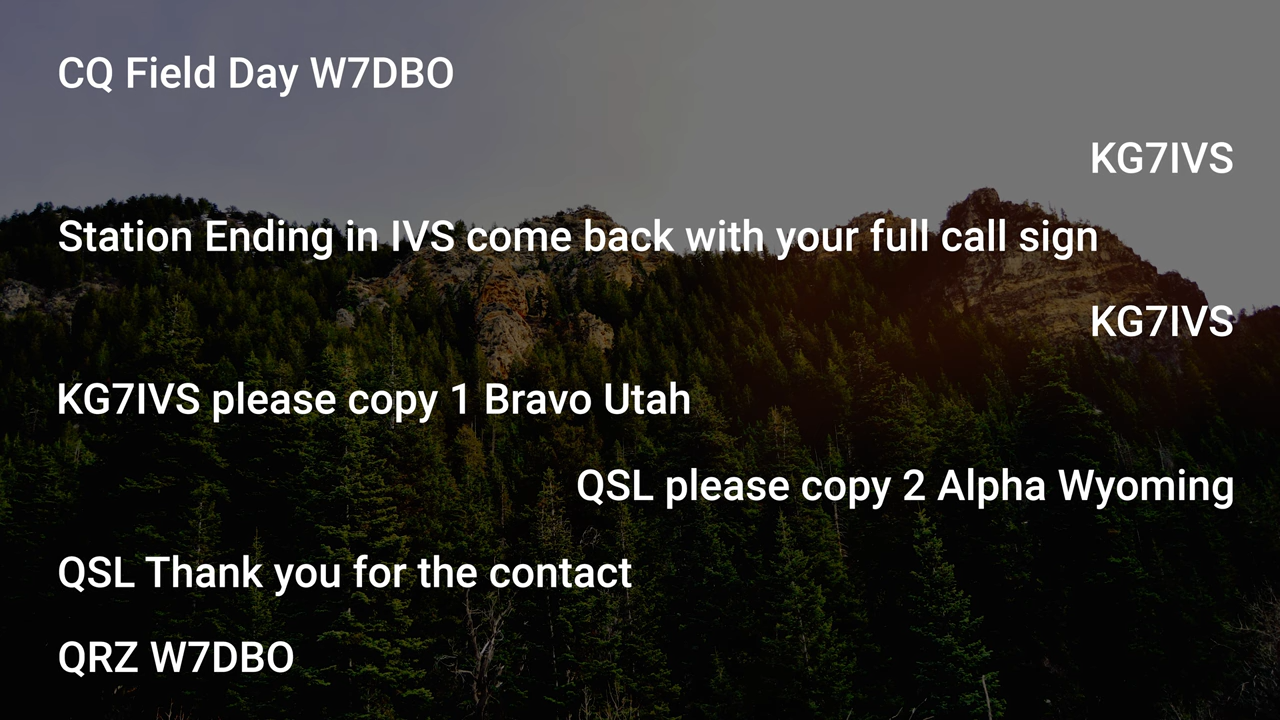 CQ Field Day W7DBO
KG7IVS
Station Ending in IVS come back with your full call sign
KG7IVS
KG7IVS please copy 1 Bravo Utah
QSL please copy 2 Alpha Wyoming
QSL Thank you for the contact
QRZ W7DBO